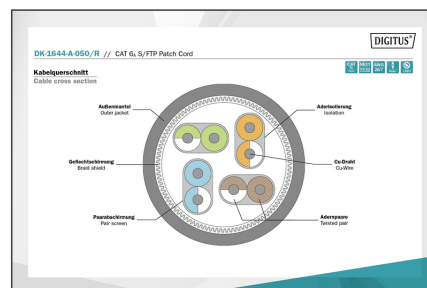 DIGITUS®
DK-1644-A-050/R // CAT 6A S/FTP Patch Cord
Kabelquerschnitt
Cable cross section
Außenmantel
Outer jacket
Aderisolierung
Isolation
Geflechtschirmung
Braid shield
Cu-Draht
Cu-Wire
Paarabschirmung
Pair screen
Adernpaare
Twisted pair